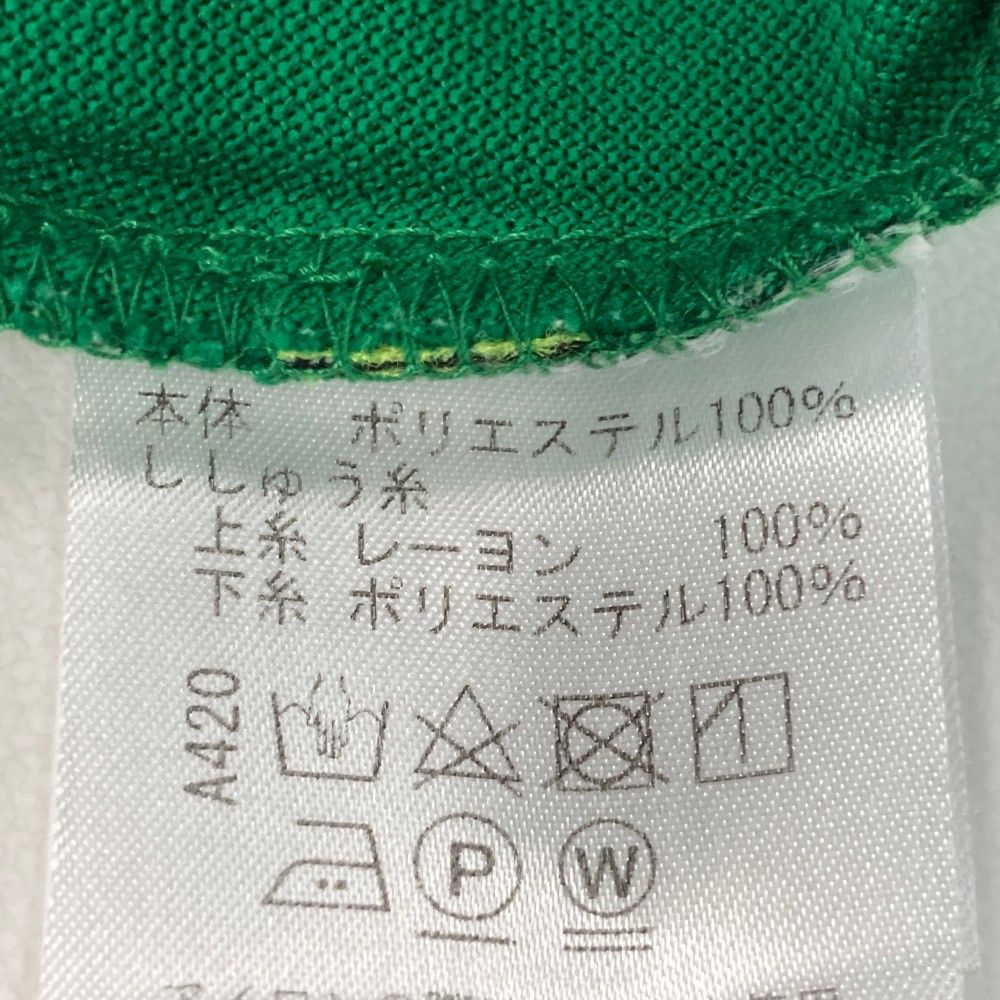 本体 ポリエステル100%
ししゅう糸
上糸 レーヨン 100%
下糸 ポリエステル100%
A420
P
W